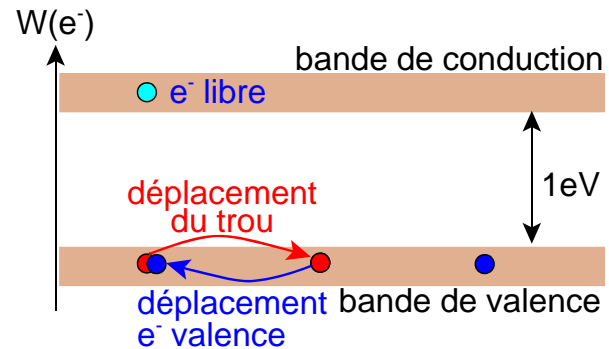 W(e⁻)
bande de conduction
e⁻ libre
1eV
déplacement
du trou
déplacement
e⁻ valence
bande de valence